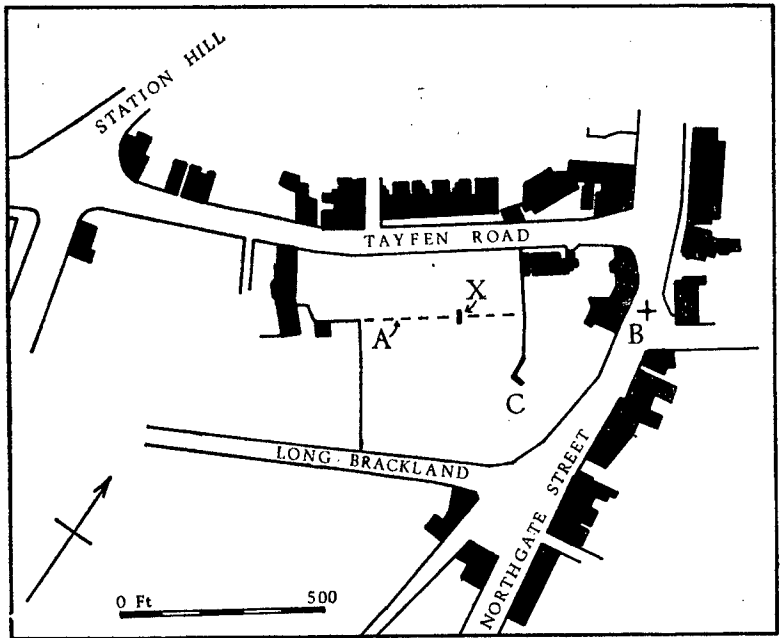 STATION HILL
TAYFEN ROAD
X
A
B
C
LONG BRACKLAND
NORTHGATE STREET
0 Ft 500